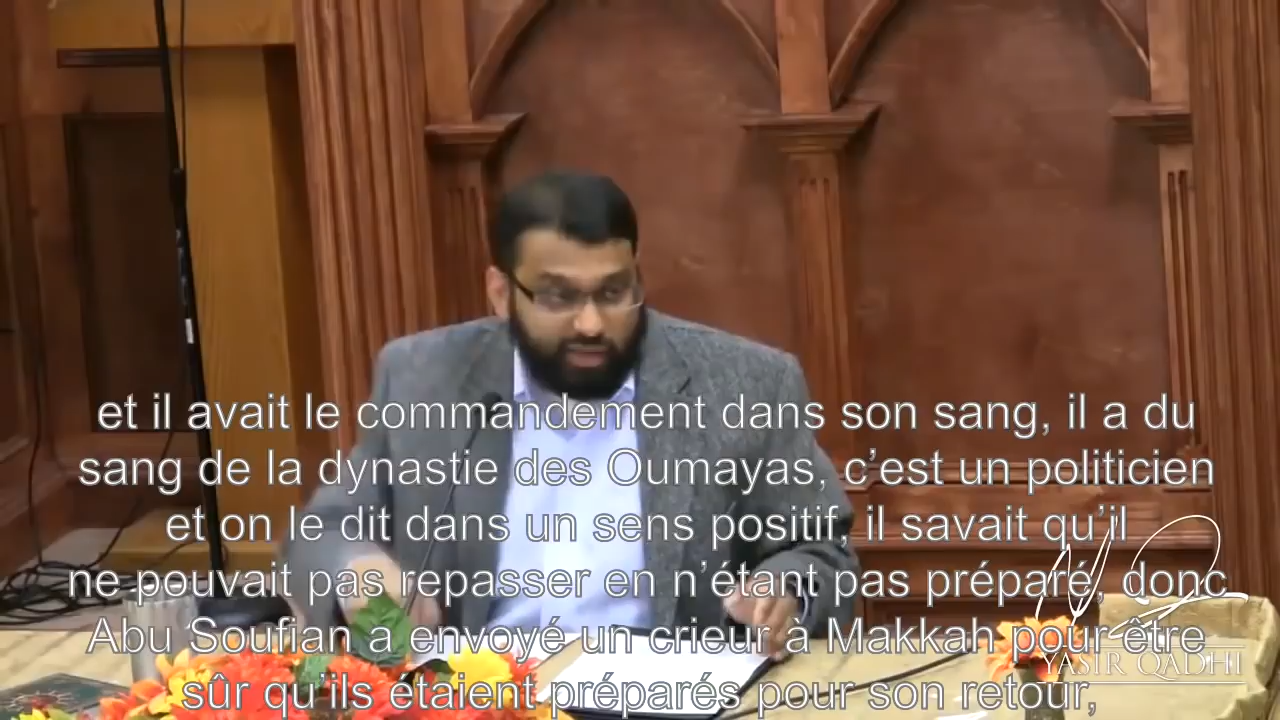 et il avait le commandement dans son sang, il a du
sang de la dynastie des Oumayas, c’est un politicien
et on le dit dans un sens positif, il savait qu’il
ne pouvait pas repasser en n’étant pas préparé, donc
Abu Soufian a envoyé un crieur à Makkah pour être
sûr qu’ils étaient préparés pour son retour,
YASIR QADHI